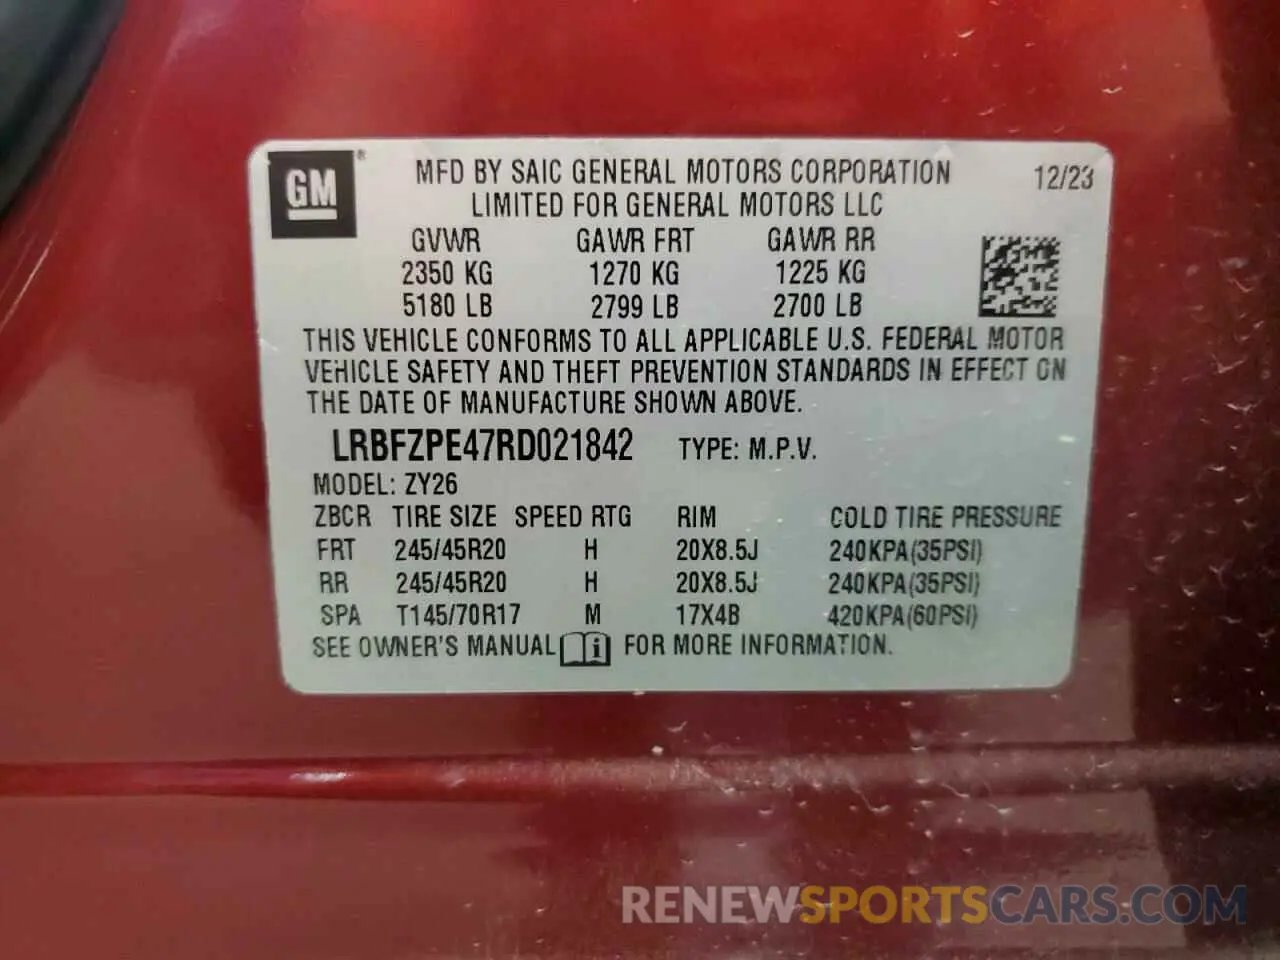 GM
MFD BY SAIC GENERAL MOTORS CORPORATION
LIMITED FOR GENERAL MOTORS LLC
12/23
GVWR GAWR FRT GAWR RR
2350 KG 1270 KG 1225 KG
5180 LB 2799 LB 2700 LB
THIS VEHICLE CONFORMS TO ALL APPLICABLE U.S. FEDERAL MOTOR
VEHICLE SAFETY AND THEFT PREVENTION STANDARDS IN EFFECT ON
THE DATE OF MANUFACTURE SHOWN ABOVE.
LRBFZPE47RD021842 TYPE: M.P.V.
MODEL: ZY26
ZBCR TIRE SIZE SPEED RTG RIM COLD TIRE PRESSURE
FRT 245/45R20 H 20X8.5J 240KPA(35PSI)
RR 245/45R20 H 20X8.5J 240KPA(35PSI)
SPA T145/70R17 M 17X4B 420KPA(60PSI)
SEE OWNER'S MANUAL i FOR MORE INFORMATION.
RENEWSPORTSCARS.COM